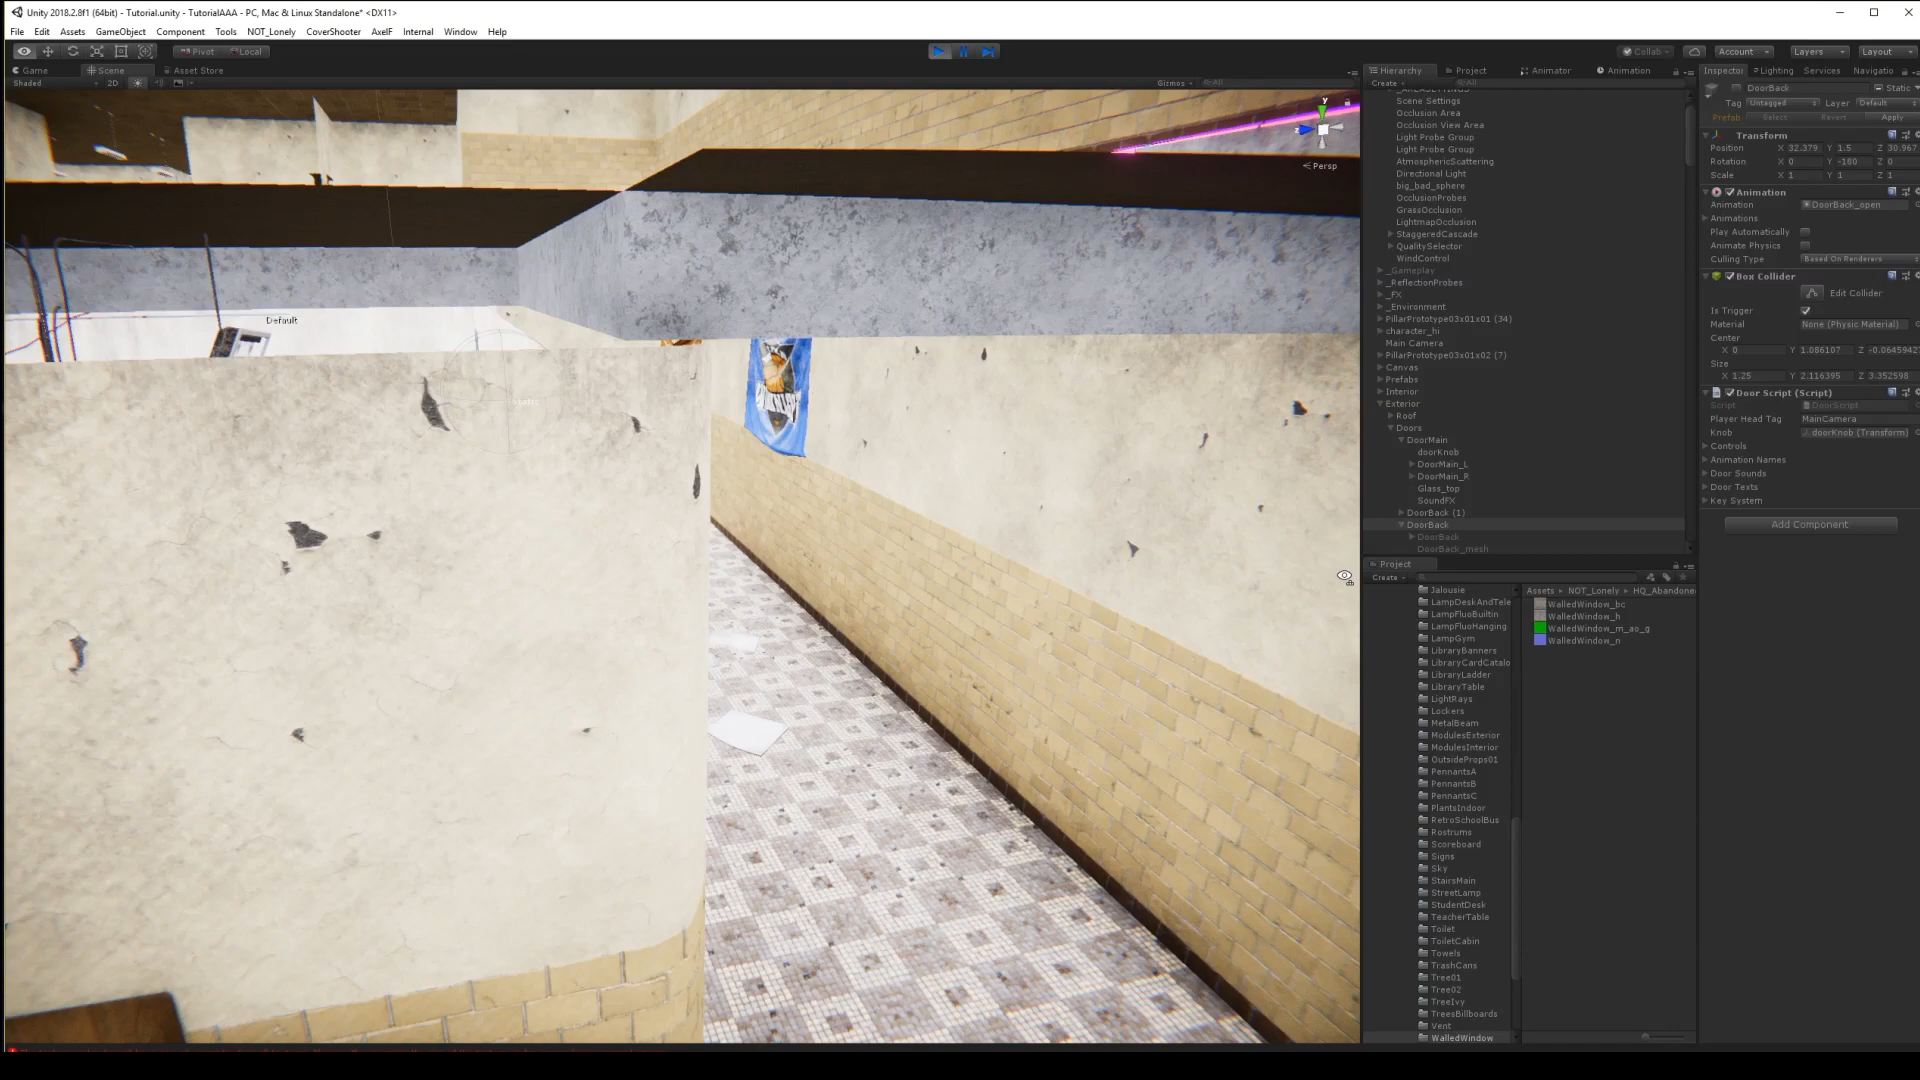 Unity 2018.2.8f1 (64bit) - Tutorial.unity - TutorialAAA - PC, Mac & Linux Standalone* <DX11>
File Edit Assets GameObject Component Tools NOT_Lonely CoverShooter AxelF Internal Window Help
Pivot Local Collab Account Layers Layout
Game Scene Asset Store
Shaded 2D Gizmos All
y
Persp
Default
Hierarchy Project Animator Animation
Create All
Scene Settings
Occlusion Area
Occlusion View Area
Light Probe Group
Light Probe Group
AtmosphericScattering
Directional Light
big_bad_sphere
OcclusionProbes
GrassOcclusion
LightmapOcclusion
StaggeredCascade
QualitySelector
WindControl
_Gameplay
_ReflectionProbes
_FX
_Environment
PillarPrototype03x01x01 (34)
character_hi
Main Camera
PillarPrototype03x01x02 (7)
Canvas
Prefabs
Interior
Exterior
Roof
Doors
DoorMain
doorKnob
DoorMain_L
DoorMain_R
Glass_top
SoundFX
DoorBack (1)
DoorBack
DoorBack
DoorBack_mesh
Inspector Lighting Services Navigatio
DoorBack Static
Tag Untagged Layer Default
Prefab Select Revert Apply
Transform
Position X 32.379 Y 1.5 Z 30.967
Rotation X 0 Y -180 Z 0
Scale X 1 Y 1 Z 1
Animation
Animation DoorBack_open
Animations
Play Automatically
Animate Physics
Culling Type Based On Renderers
Box Collider
Edit Collider
Is Trigger
Material None (Physic Material)
Center
X 0 Y 1.086107 Z -0.0645942
Size
X 1.25 Y 2.116395 Z 3.352598
Door Script (Script)
Script DoorScript
Player Head Tag MainCamera
Knob doorKnob (Transform)
Controls
Animation Names
Door Sounds
Door Texts
Key System
Add Component
Project
Create
Jalousie
LampDeskAndTele
LampFluoBuiltin
LampFluoHanging
LampGym
LibraryBanners
LibraryCardCatalo
LibraryLadder
LibraryTable
LightRays
Lockers
MetalBeam
ModulesExterior
ModulesInterior
OutsideProps01
PennantsA
PennantsB
PennantsC
PlantsIndoor
RetroSchoolBus
Rostrums
Scoreboard
Signs
Sky
StairsMain
StreetLamp
StudentDesk
TeacherTable
Toilet
ToiletCabin
Towels
TrashCans
Tree01
Tree02
TreeIvy
TreesBillboards
Vent
WalledWindow
Assets NOT_Lonely HQ_Abandone
WalledWindow_bc
WalledWindow_h
WalledWindow_m_ao_g
WalledWindow_n